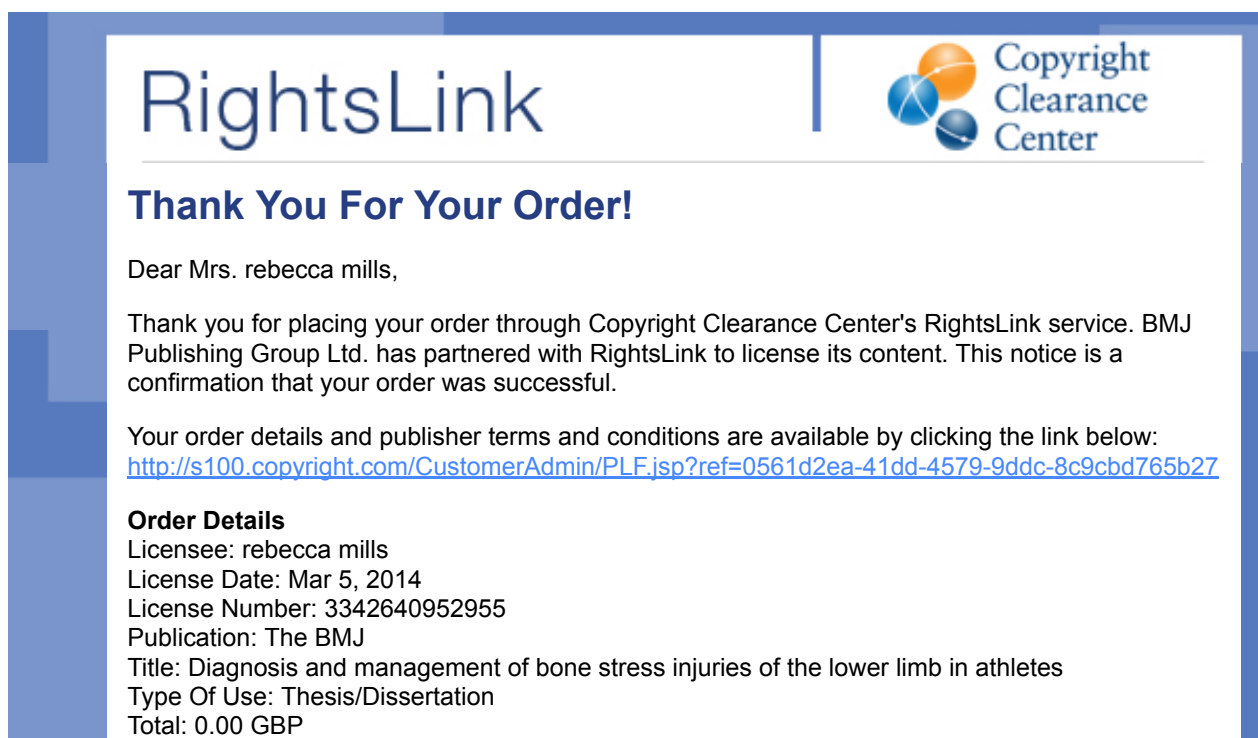 RightsLink
Copyright
Clearance
Center
Thank You For Your Order!
Dear Mrs. rebecca mills,
Thank you for placing your order through Copyright Clearance Center's RightsLink service. BMJ
Publishing Group Ltd. has partnered with RightsLink to license its content. This notice is a
confirmation that your order was successful.
Your order details and publisher terms and conditions are available by clicking the link below:
http://s100.copyright.com/CustomerAdmin/PLF.jsp?ref=0561d2ea-41dd-4579-9ddc-8c9cbd765b27
Order Details
Licensee: rebecca mills
License Date: Mar 5, 2014
License Number: 3342640952955
Publication: The BMJ
Title: Diagnosis and management of bone stress injuries of the lower limb in athletes
Type Of Use: Thesis/Dissertation
Total: 0.00 GBP